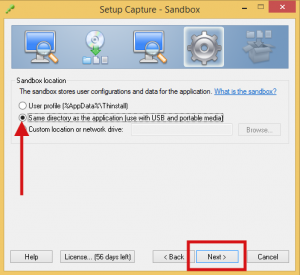 Setup Capture - Sandbox
Sandbox location
The sandbox stores user configurations and data for the application. What is the sandbox?
User profile (%AppData%\Thinstall)
Same directory as the application (use with USB and portable media)
Custom location or network drive:
Browse...
Help
License... (56 days left)
< Back
Next >
Cancel